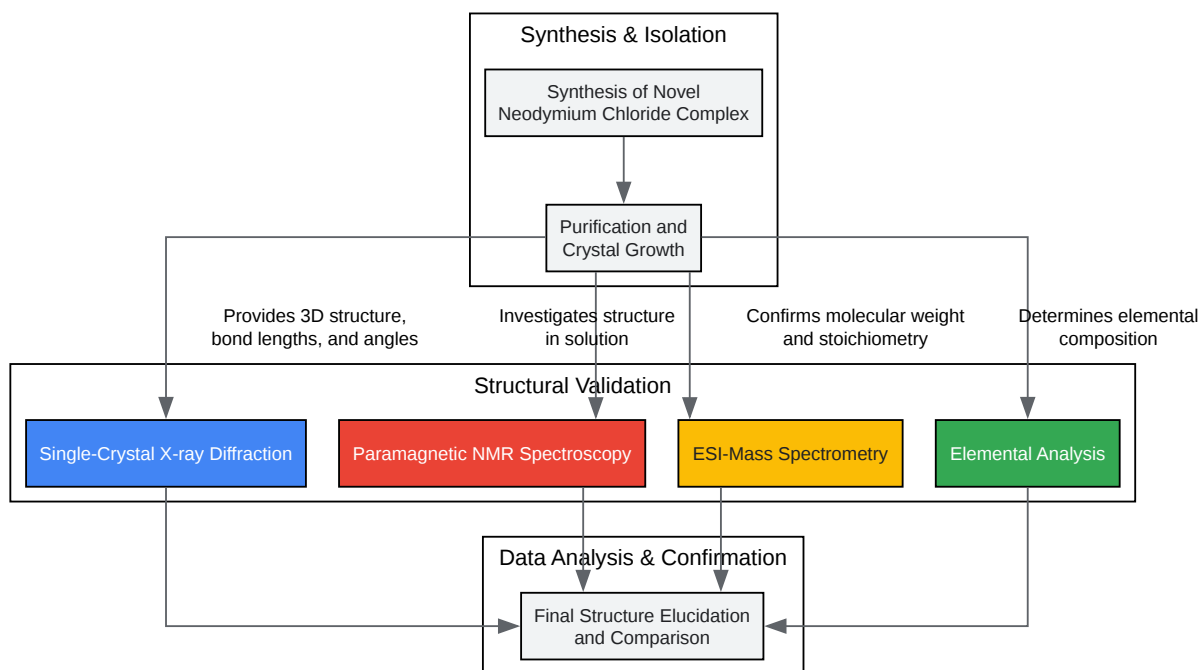 Synthesis & Isolation
Synthesis of Novel
Neodymium Chloride Complex
Purification and
Crystal Growth
Provides 3D structure,
bond lengths, and angles
Investigates structure
in solution
Confirms molecular weight
and stoichiometry
Determines elemental
composition
Structural Validation
Single-Crystal X-ray Diffraction
Paramagnetic NMR Spectroscopy
ESI-Mass Spectrometry
Elemental Analysis
Data Analysis & Confirmation
Final Structure Elucidation
and Comparison